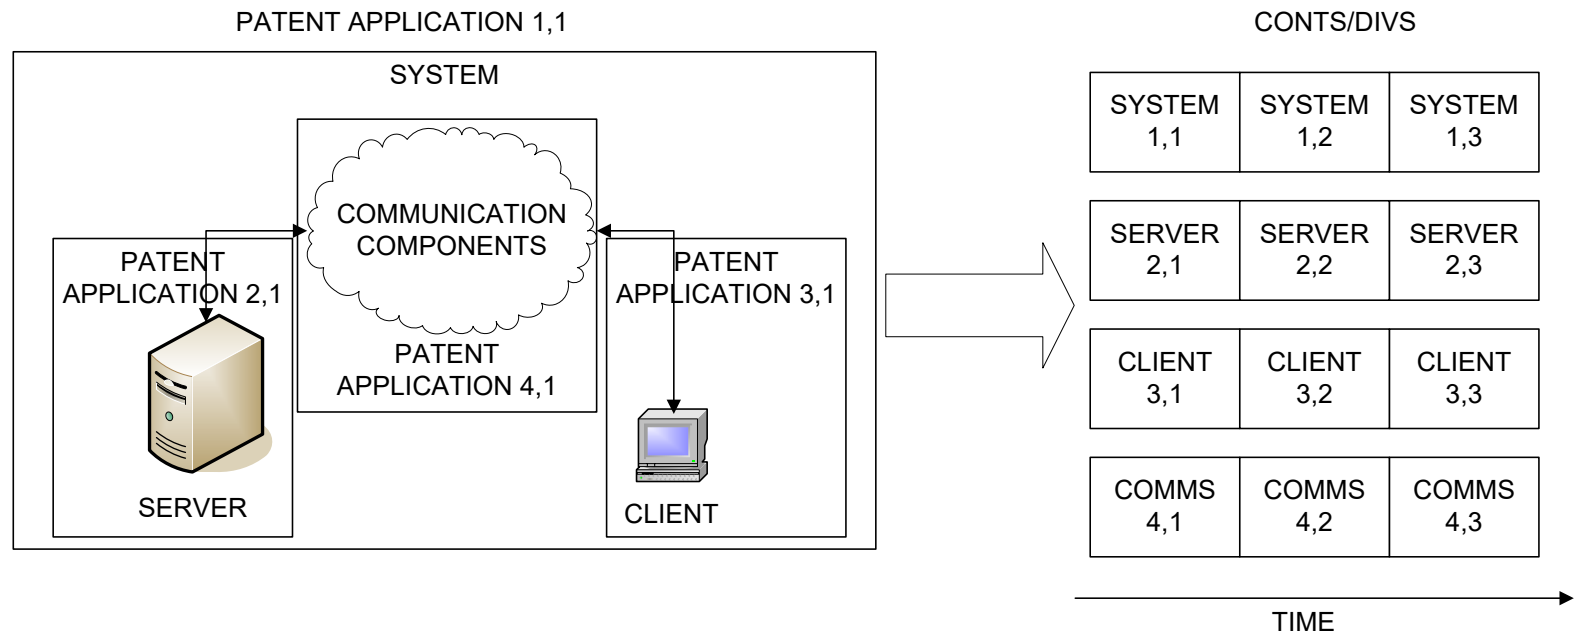 PATENT APPLICATION 1,1
SYSTEM
COMMUNICATION
COMPONENTS
PATENT
APPLICATION 2,1
SERVER
PATENT
APPLICATION 4,1
PATENT
APPLICATION 3,1
CLIENT
CONTS/DIVS
SYSTEM
1,1
SYSTEM
1,2
SYSTEM
1,3
SERVER
2,1
SERVER
2,2
SERVER
2,3
CLIENT
3,1
CLIENT
3,2
CLIENT
3,3
COMMS
4,1
COMMS
4,2
COMMS
4,3
TIME